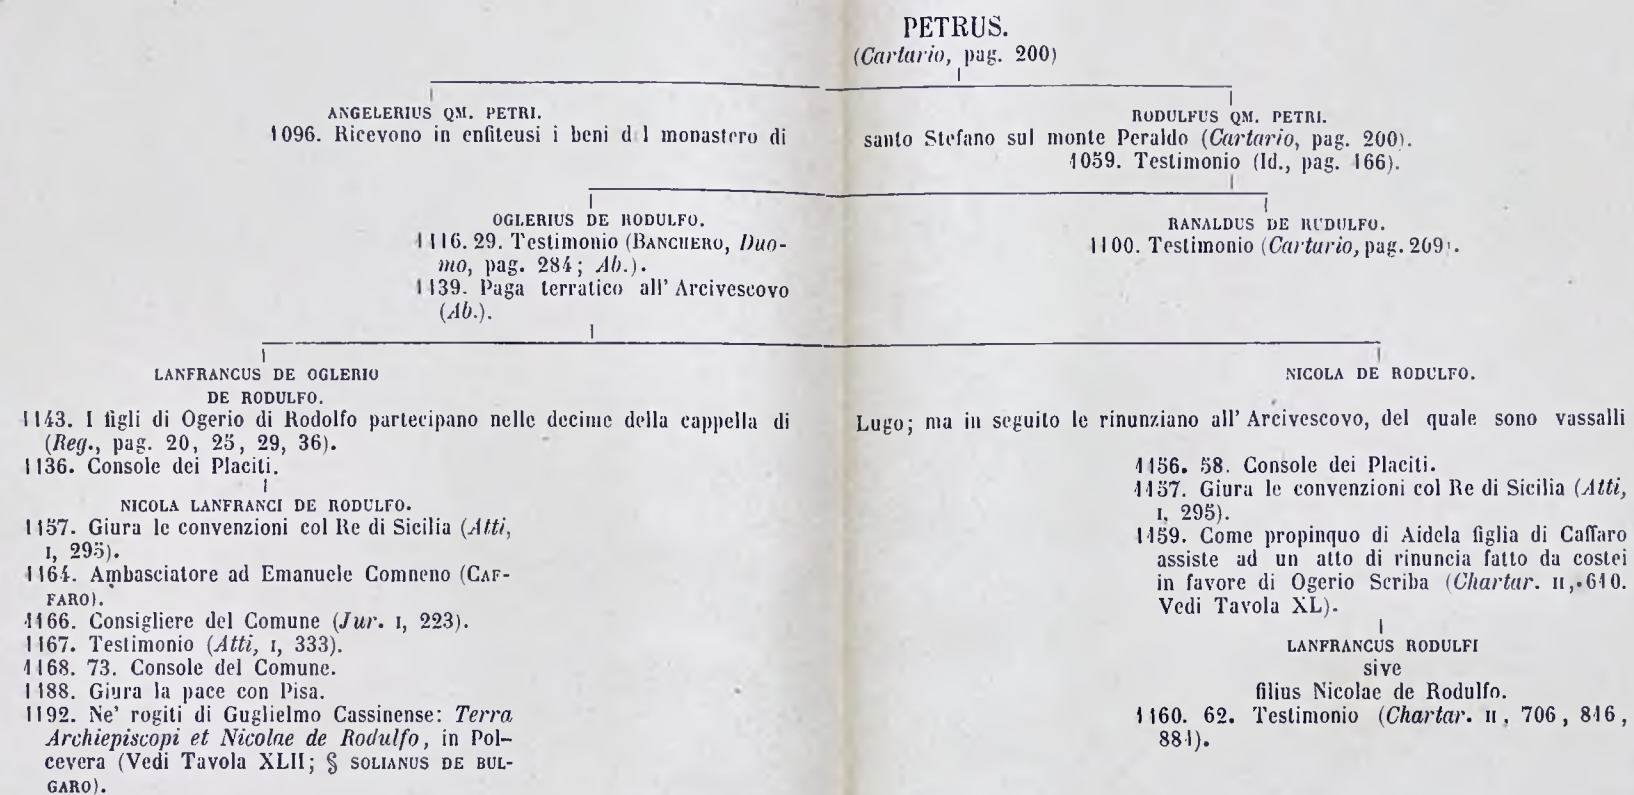 PETRUS.
(Cartario, pag. 200)
ANGELERIUS QM. PETRI.
RODULFUS QM. PETRI.
1096. Ricevono in enfiteusi i beni d l monastero di santo Stefano sul monte Peraldo (Cartario, pag. 200).
1059. Testimonio (Id., pag. 166).
OGLERIUS DE RODULFO.
1116. 29. Testimonio (BANCHERO, Duo-
mo, pag. 284; Ab.).
1139. Paga terratico all' Arcivescovo
(Ab.).
RANALDUS DE RUDULFO.
1100. Testimonio (Cartario, pag. 209).
LANFRANCUS DE OGLERIO
DE RODULFO.
NICOLA DE RODULFO.
1143. I figli di Ogerio di Rodolfo partecipano nelle decime della cappella di Lugo; ma in seguito le rinunziano all' Arcivescovo, del quale sono vassalli
(Reg., pag. 20, 25, 29, 36).
1136. Console dei Placiti.
NICOLA LANFRANCI DE RODULFO.
1157. Giura le convenzioni col Re di Sicilia (Atti,
I, 295).
1164. Ambasciatore ad Emanuele Comneno (CAF-
FARO).
1166. Consigliere del Comune (Jur. I, 223).
1167. Testimonio (Atti, I, 333).
1168. 73. Console del Comune.
1188. Giura la pace con Pisa.
1192. Ne' rogiti di Guglielmo Cassinense: Terra
Archiepiscopi et Nicolae de Rodulfo, in Pol-
cevera (Vedi Tavola XLII; § SOLIANUS DE BUL-
GARO).
1156. 58. Console dei Placiti.
1157. Giura le convenzioni col Re di Sicilia (Atti,
I, 295).
1159. Come propinquo di Aidela figlia di Caffaro
assiste ad un atto di rinuncia fatto da costei
in favore di Ogerio Scriba (Chartar. II, 610.
Vedi Tavola XL).
LANFRANCUS RODULFI
sive
filius Nicolae de Rodulfo.
1160. 62. Testimonio (Chartar. II, 706, 816,
881).